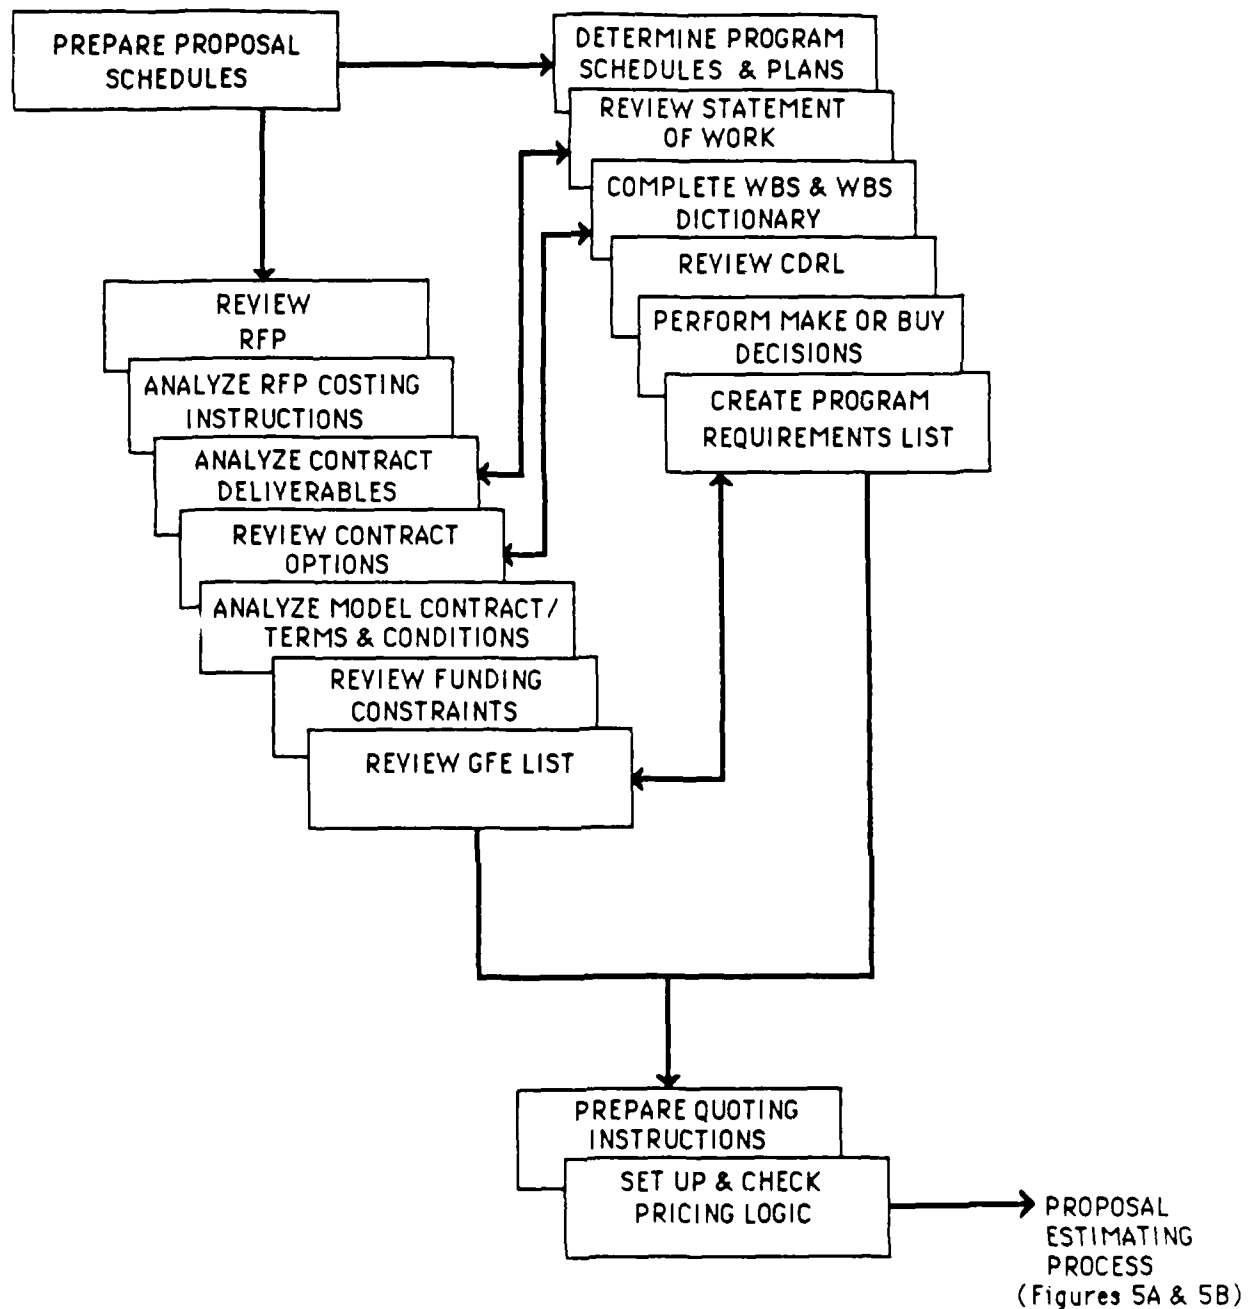 PREPARE PROPOSAL
SCHEDULES
DETERMINE PROGRAM
SCHEDULES & PLANS
REVIEW STATEMENT
OF WORK
COMPLETE WBS & WBS
DICTIONARY
REVIEW CDRL
PERFORM MAKE OR BUY
DECISIONS
CREATE PROGRAM
REQUIREMENTS LIST
REVIEW
RFP
ANALYZE RFP COSTING
INSTRUCTIONS
ANALYZE CONTRACT
DELIVERABLES
REVIEW CONTRACT
OPTIONS
ANALYZE MODEL CONTRACT/
TERMS & CONDITIONS
REVIEW FUNDING
CONSTRAINTS
REVIEW GFE LIST
PREPARE QUOTING
INSTRUCTIONS
SET UP & CHECK
PRICING LOGIC
PROPOSAL
ESTIMATING
PROCESS
(Figures 5A & 5B)